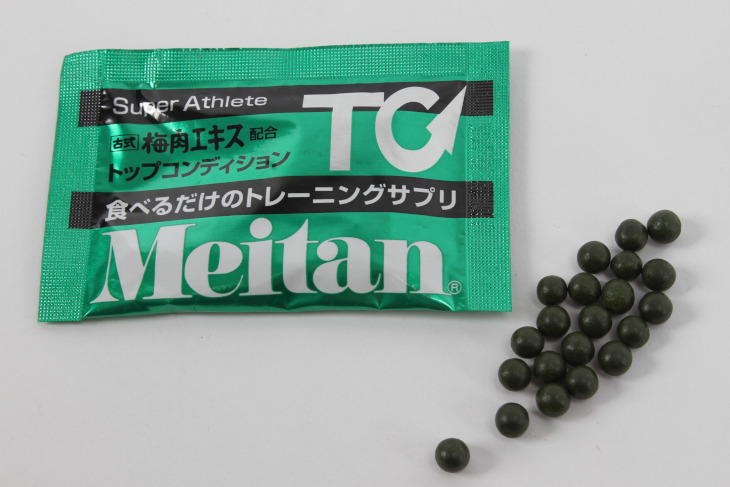 Super Athlete
TC
古式 梅肉エキス 配合
トップコンディション
食べるだけのトレーニングサプリ
Meitan®